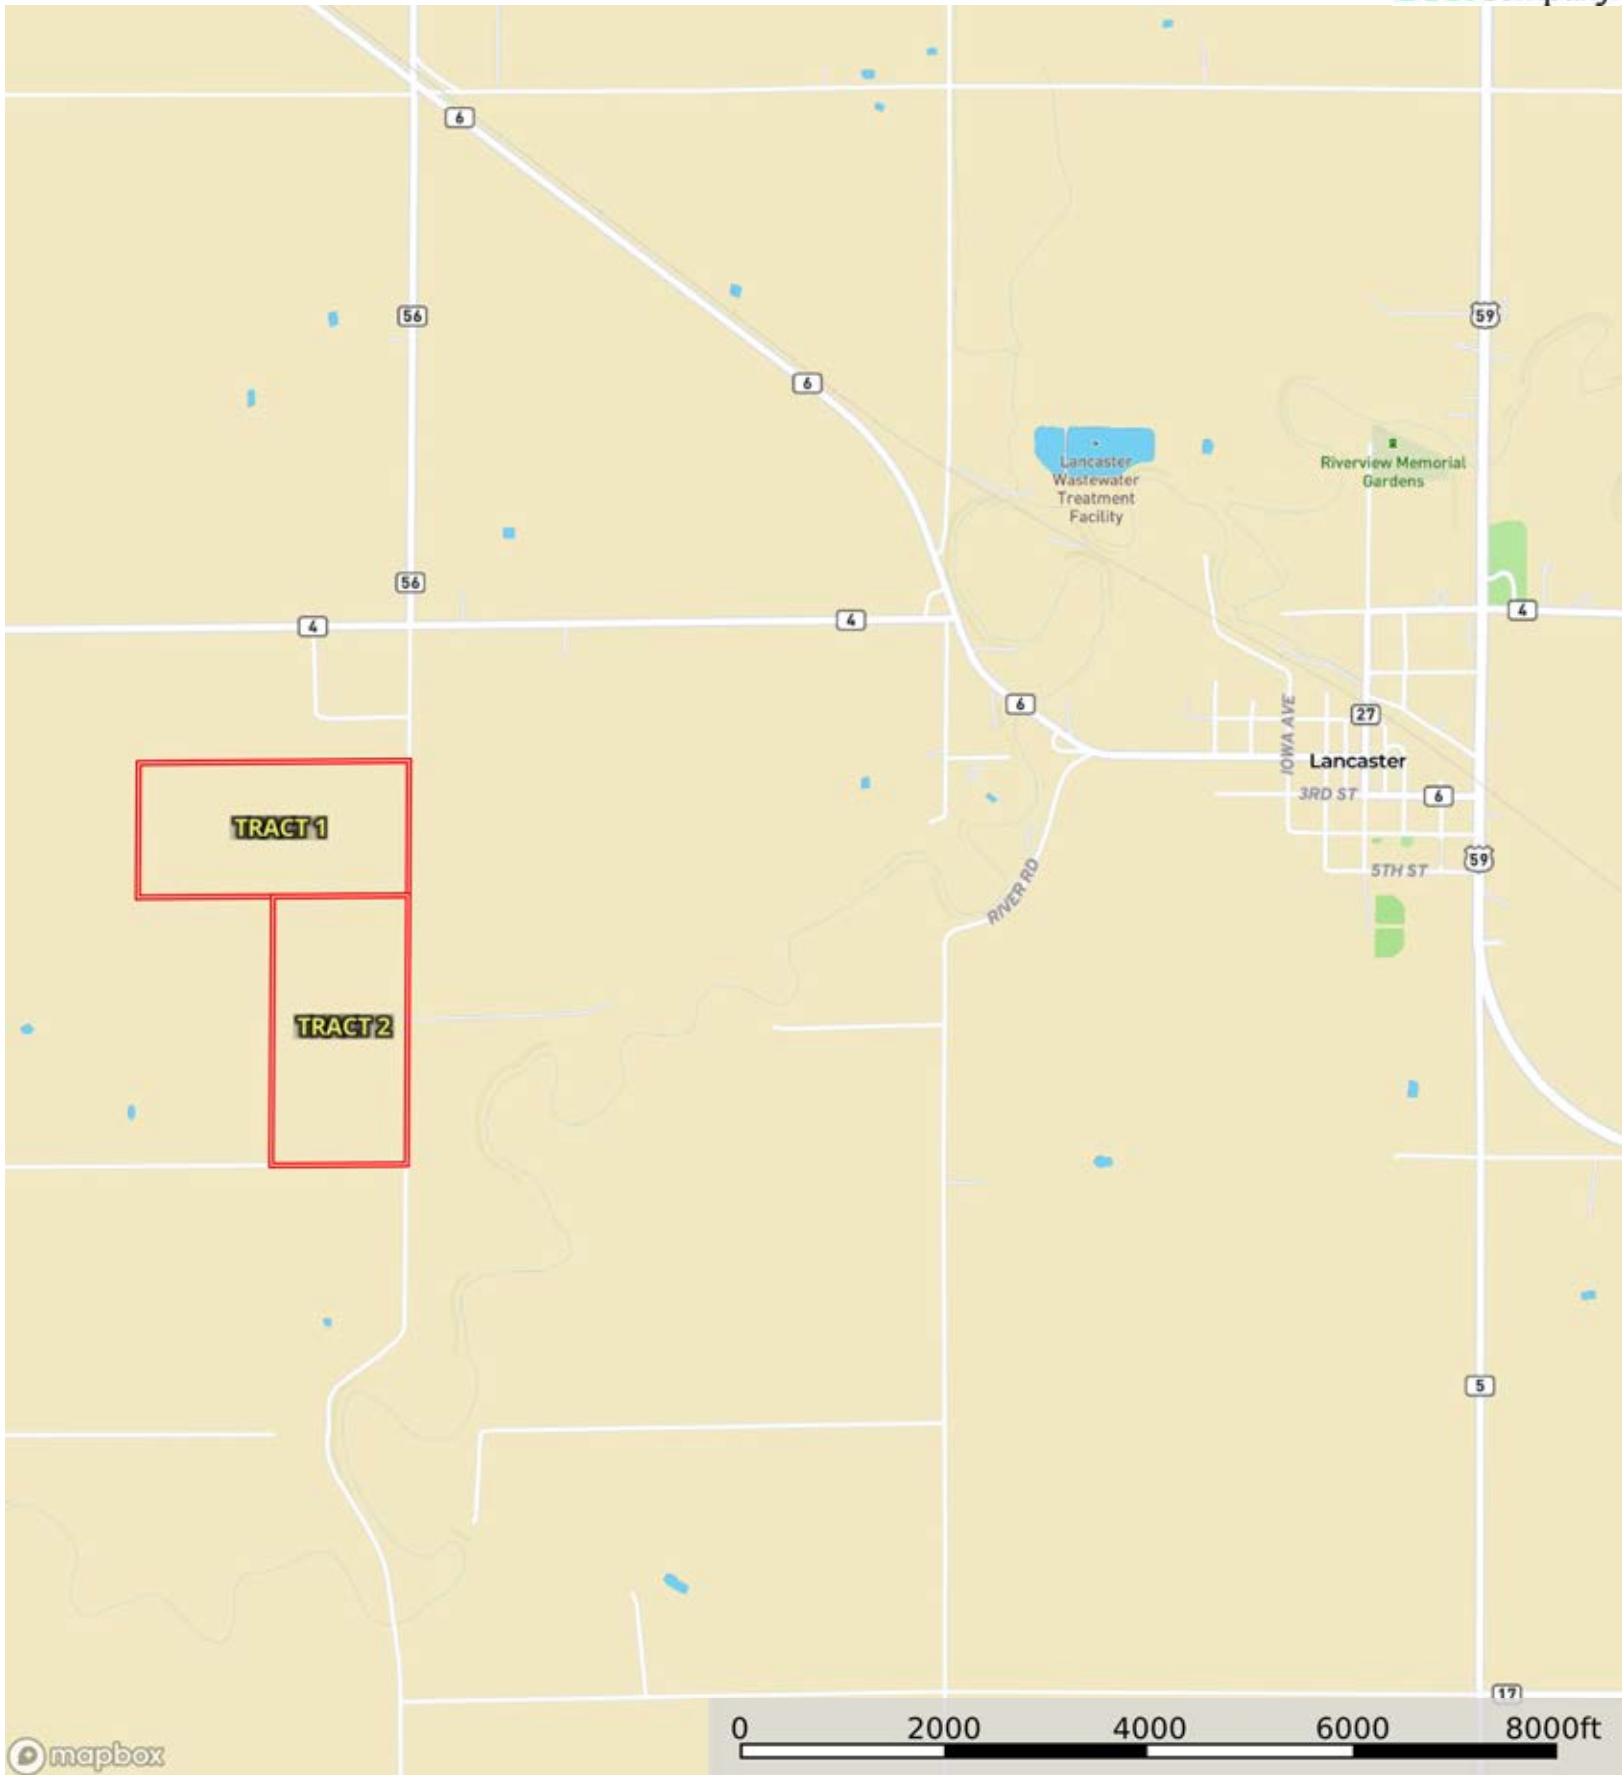 6
56
59
6
Lancaster
Wastewater
Treatment
Facility
Riverview Memorial
Gardens
56
4
4
4
6
27
IOWA AVE
Lancaster
3RD ST
6
TRACT 1
59
5TH ST
RIVER RD
TRACT 2
5
17
0 2000 4000 6000 8000ft
mapbox